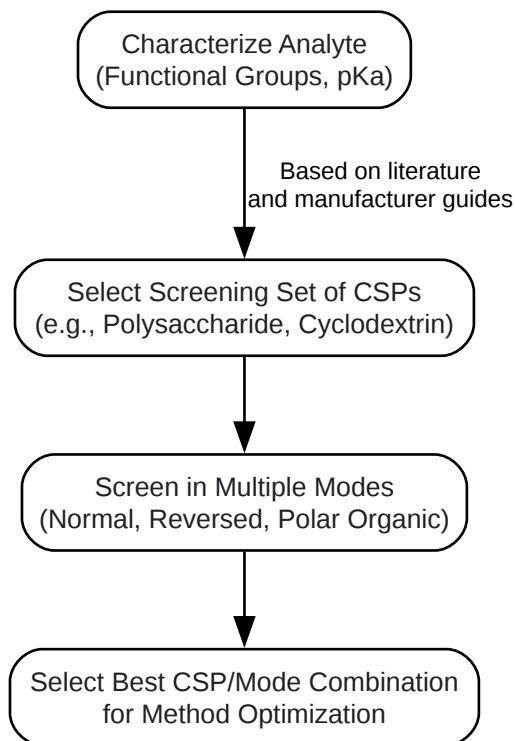 Characterize Analyte
(Functional Groups, pKa)
Based on literature
and manufacturer guides
Select Screening Set of CSPs
(e.g., Polysaccharide, Cyclodextrin)
Screen in Multiple Modes
(Normal, Reversed, Polar Organic)
Select Best CSP/Mode Combination
for Method Optimization